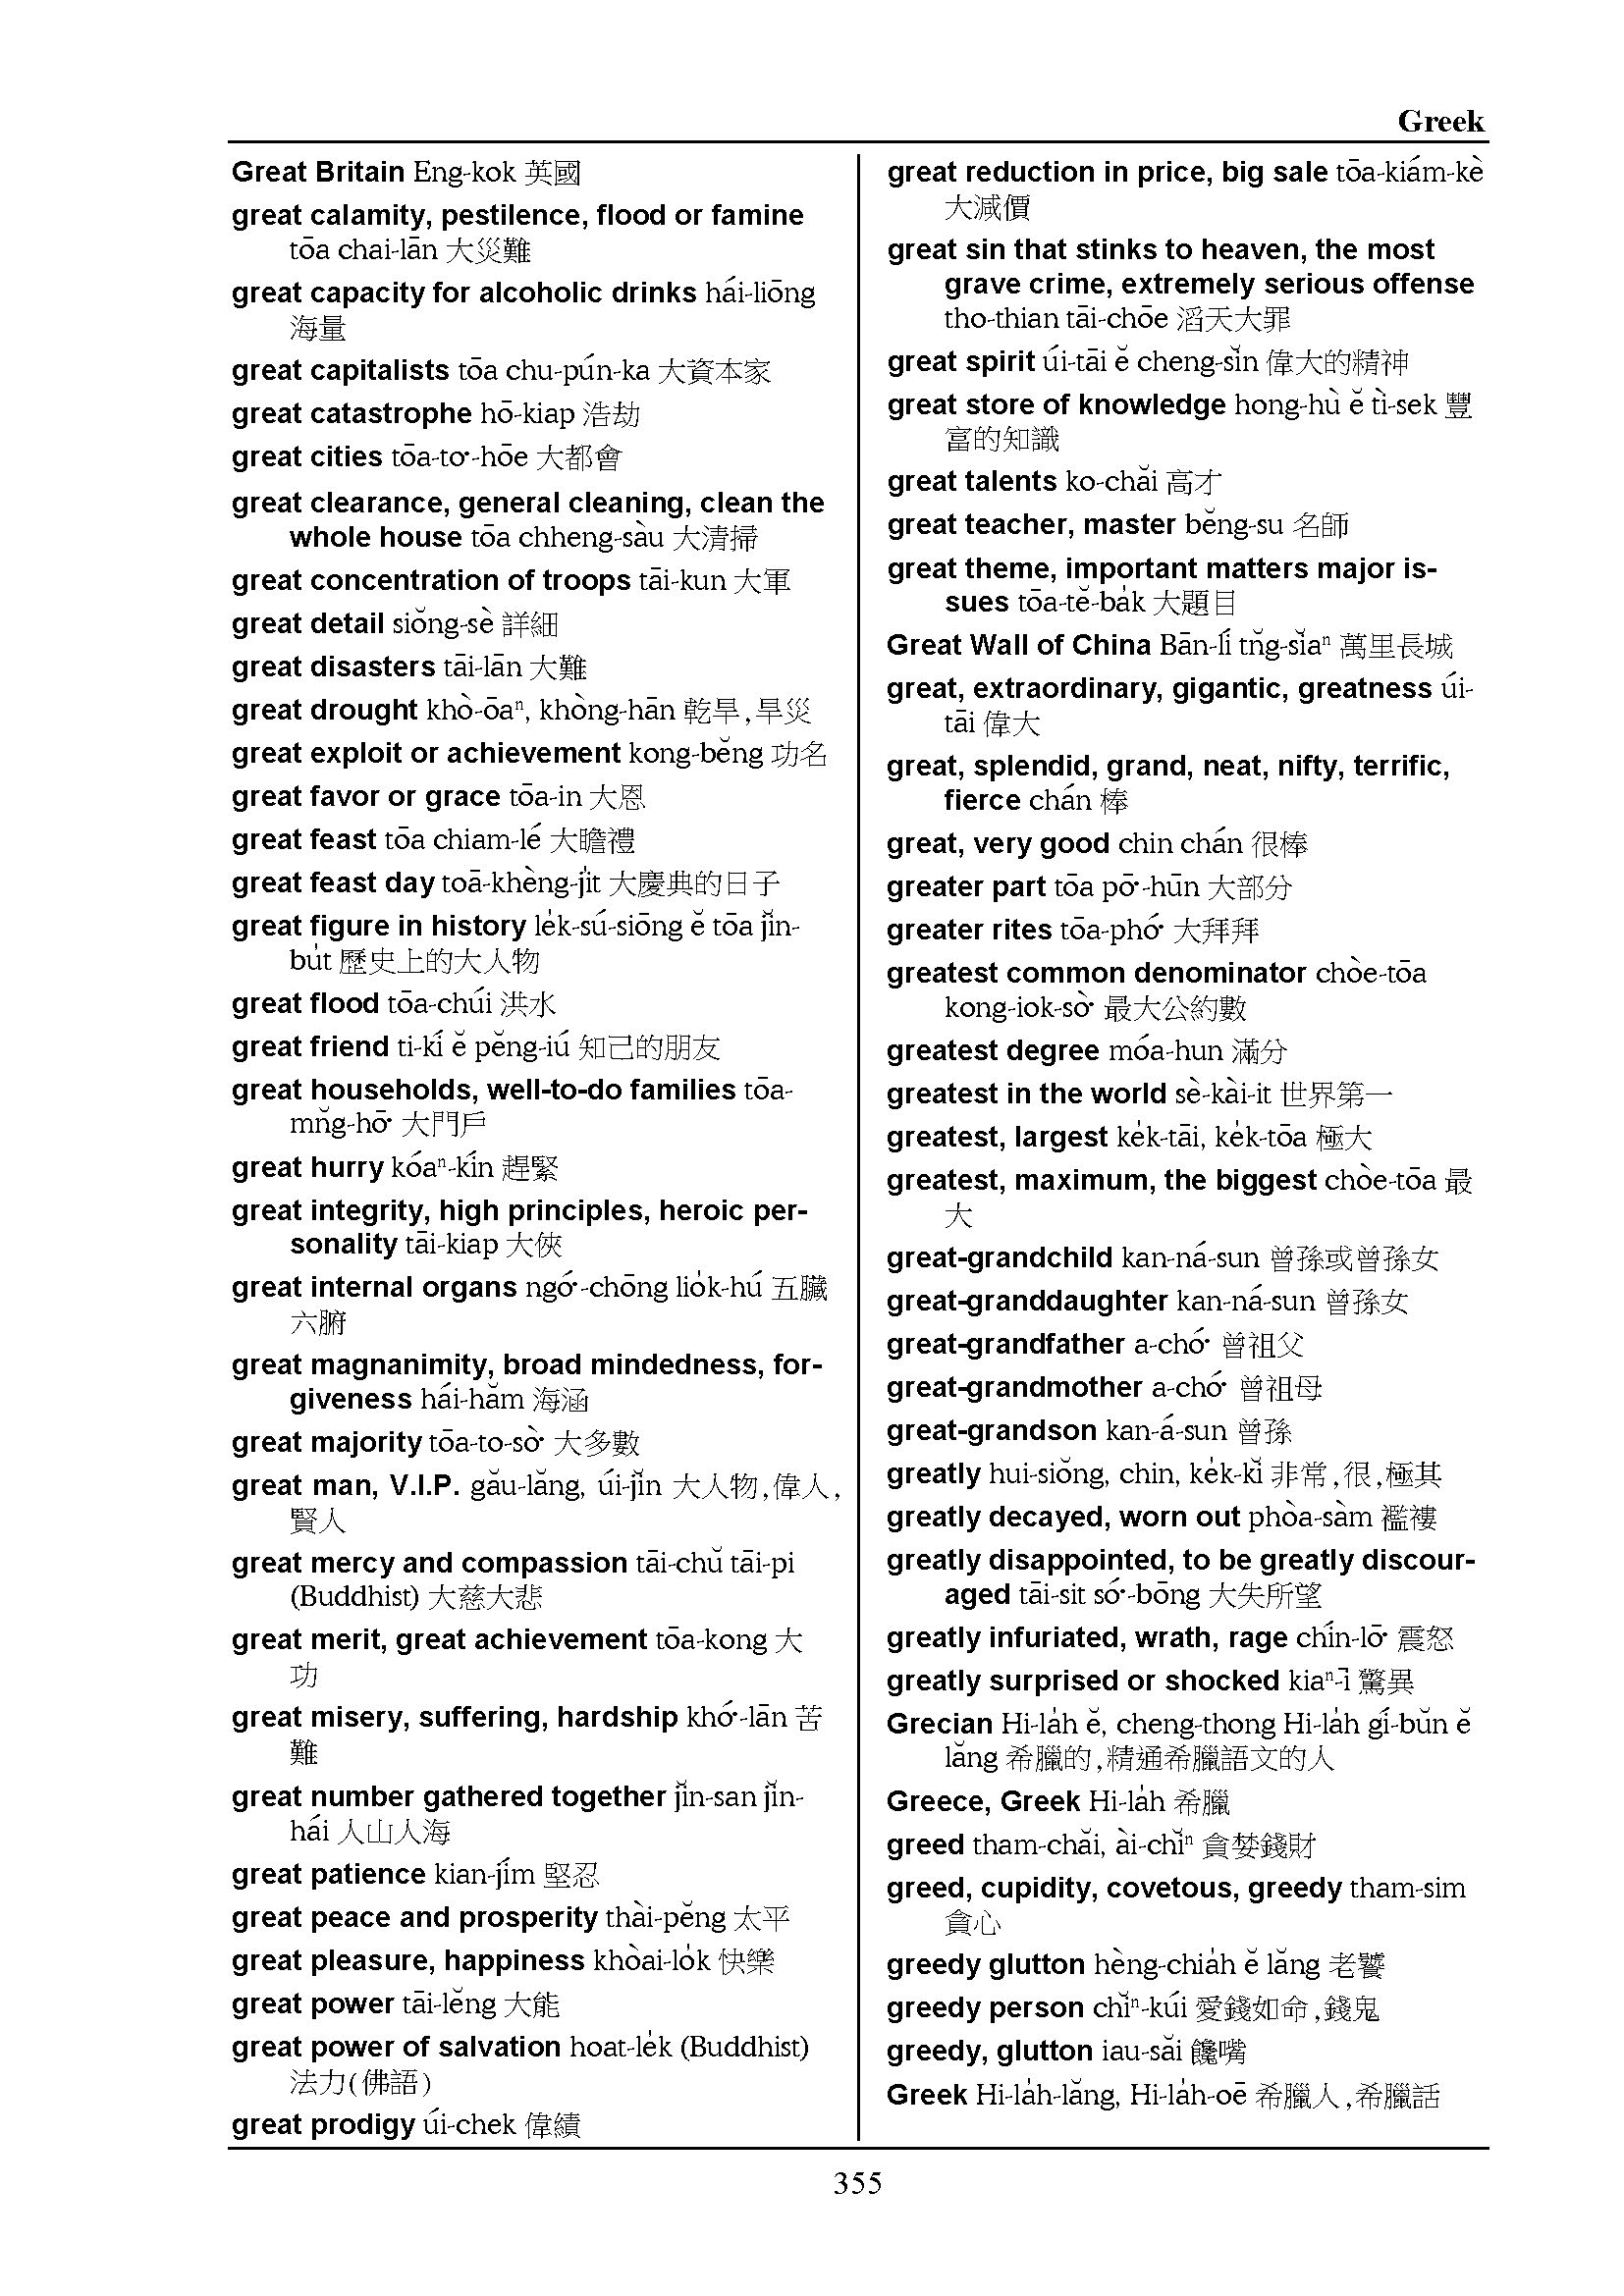 Greek
Great Britain Eng-kok 英國
great calamity, pestilence, flood or famine
tōa chai-lān 大災難
great capacity for alcoholic drinks hái-liōng
海量
great capitalists tōa chu-pún-ka 大資本家
great catastrophe hō-kiap 浩劫
great cities tōa-to͘-hōe 大都會
great clearance, general cleaning, clean the
whole house tōa chheng-sàu 大清掃
great concentration of troops tāi-kun 大軍
great detail siŏng-sè 詳細
great disasters tāi-lān 大難
great drought khò-ōaⁿ, khòng-hān 乾旱,旱災
great exploit or achievement kong-bĕng 功名
great favor or grace tōa-in 大恩
great feast tōa chiam-lé 大瞻禮
great feast day toā-khèng-ji̍t 大慶典的日子
great figure in history le̍k-sú-siōng ĕ tōa jĭn-
bu̍t 歷史上的大人物
great flood tōa-chúi 洪水
great friend ti-kí ĕ pĕng-iú 知己的朋友
great households, well-to-do families tōa-
mn̆g-hō͘ 大門戶
great hurry kóaⁿ-kín 趕緊
great integrity, high principles, heroic per-
sonality tāi-kiap 大俠
great internal organs ngó͘-chōng lio̍k-hú 五臟
六腑
great magnanimity, broad mindedness, for-
giveness hái-hăm 海涵
great majority tōa-to-sò͘ 大多數
great man, V.I.P. gău-lăng, úi-jĭn 大人物,偉人,
賢人
great mercy and compassion tāi-chŭ tāi-pi
(Buddhist) 大慈大悲
great merit, great achievement tōa-kong 大
功
great misery, suffering, hardship khó͘-lān 苦
難
great number gathered together jĭn-san jĭn-
hái 人山人海
great patience kian-jím 堅忍
great peace and prosperity thài-pĕng 太平
great pleasure, happiness khòai-lo̍k 快樂
great power tāi-lĕng 大能
great power of salvation hoat-le̍k (Buddhist)
法力(佛語)
great prodigy úi-chek 偉績
great reduction in price, big sale tōa-kiám-kè
大減價
great sin that stinks to heaven, the most
grave crime, extremely serious offense
tho-thian tāi-chōe 滔天大罪
great spirit úi-tāi ĕ cheng-sĭn 偉大的精神
great store of knowledge hong-hù ĕ tì-sek 豐
富的知識
great talents ko-chăi 高才
great teacher, master bĕng-su 名師
great theme, important matters major is-
sues tōa-tĕ-ba̍k 大題目
Great Wall of China Bān-lí tn̆g-sĭaⁿ 萬里長城
great, extraordinary, gigantic, greatness úi-
tāi 偉大
great, splendid, grand, neat, nifty, terrific,
fierce chán 棒
great, very good chin chán 很棒
greater part tōa pō͘-hūn 大部分
greater rites tōa-phó͘ 大拜拜
greatest common denominator chòe-tōa
kong-iok-sò͘ 最大公約數
greatest degree móa-hun 滿分
greatest in the world sè-kài-it 世界第一
greatest, largest ke̍k-tāi, ke̍k-tōa 極大
greatest, maximum, the biggest chòe-tōa 最
大
great-grandchild kan-ná-sun 曾孫或曾孫女
great-granddaughter kan-ná-sun 曾孫女
great-grandfather a-chó͘ 曾祖父
great-grandmother a-chó͘ 曾祖母
great-grandson kan-á-sun 曾孫
greatly hui-siŏng, chin, ke̍k-kĭ 非常,很,極其
greatly decayed, worn out phòa-sàm 襤褸
greatly disappointed, to be greatly discour-
aged tāi-sit só͘-bōng 大失所望
greatly infuriated, wrath, rage chín-lō͘ 震怒
greatly surprised or shocked kiaⁿ-ī 驚異
Grecian Hi-la̍h ĕ, cheng-thong Hi-la̍h gí-bŭn ĕ
lăng 希臘的,精通希臘語文的人
Greece, Greek Hi-la̍h 希臘
greed tham-chăi, ài-chĭⁿ 貪婪錢財
greed, cupidity, covetous, greedy tham-sim
貪心
greedy glutton hèng-chia̍h ĕ lăng 老饕
greedy person chĭⁿ-kúi 愛錢如命,錢鬼
greedy, glutton iau-săi 饞嘴
Greek Hi-la̍h-lăng, Hi-la̍h-oē 希臘人,希臘話
355